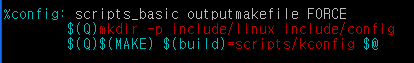 %config: scripts_basic outputmakefile FORCE
$(Q)mkdir -p include/linux include/config
$(Q)$(MAKE) $(build)=scripts/kconfig $@